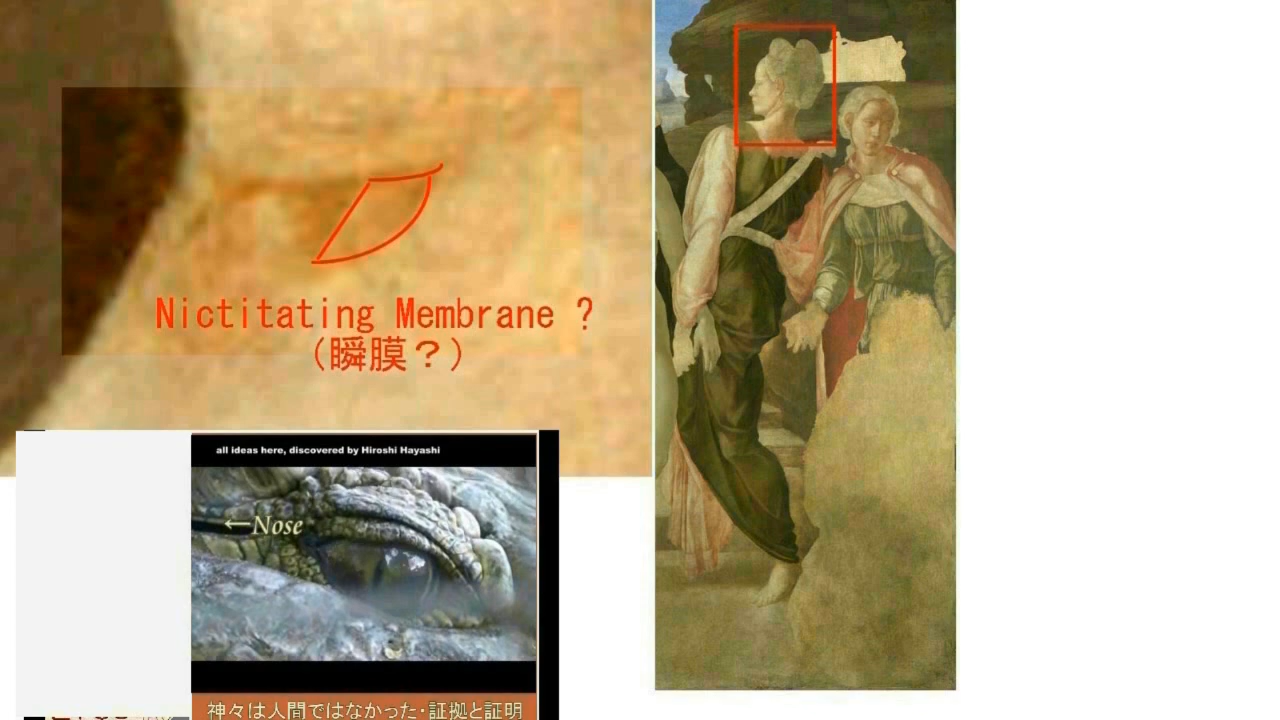 Nictitating Membrane ?
（瞬膜？）
all ideas here, discovered by Hiroshi Hayashi
←Nose
神々は人間ではなかった・証拠と証明